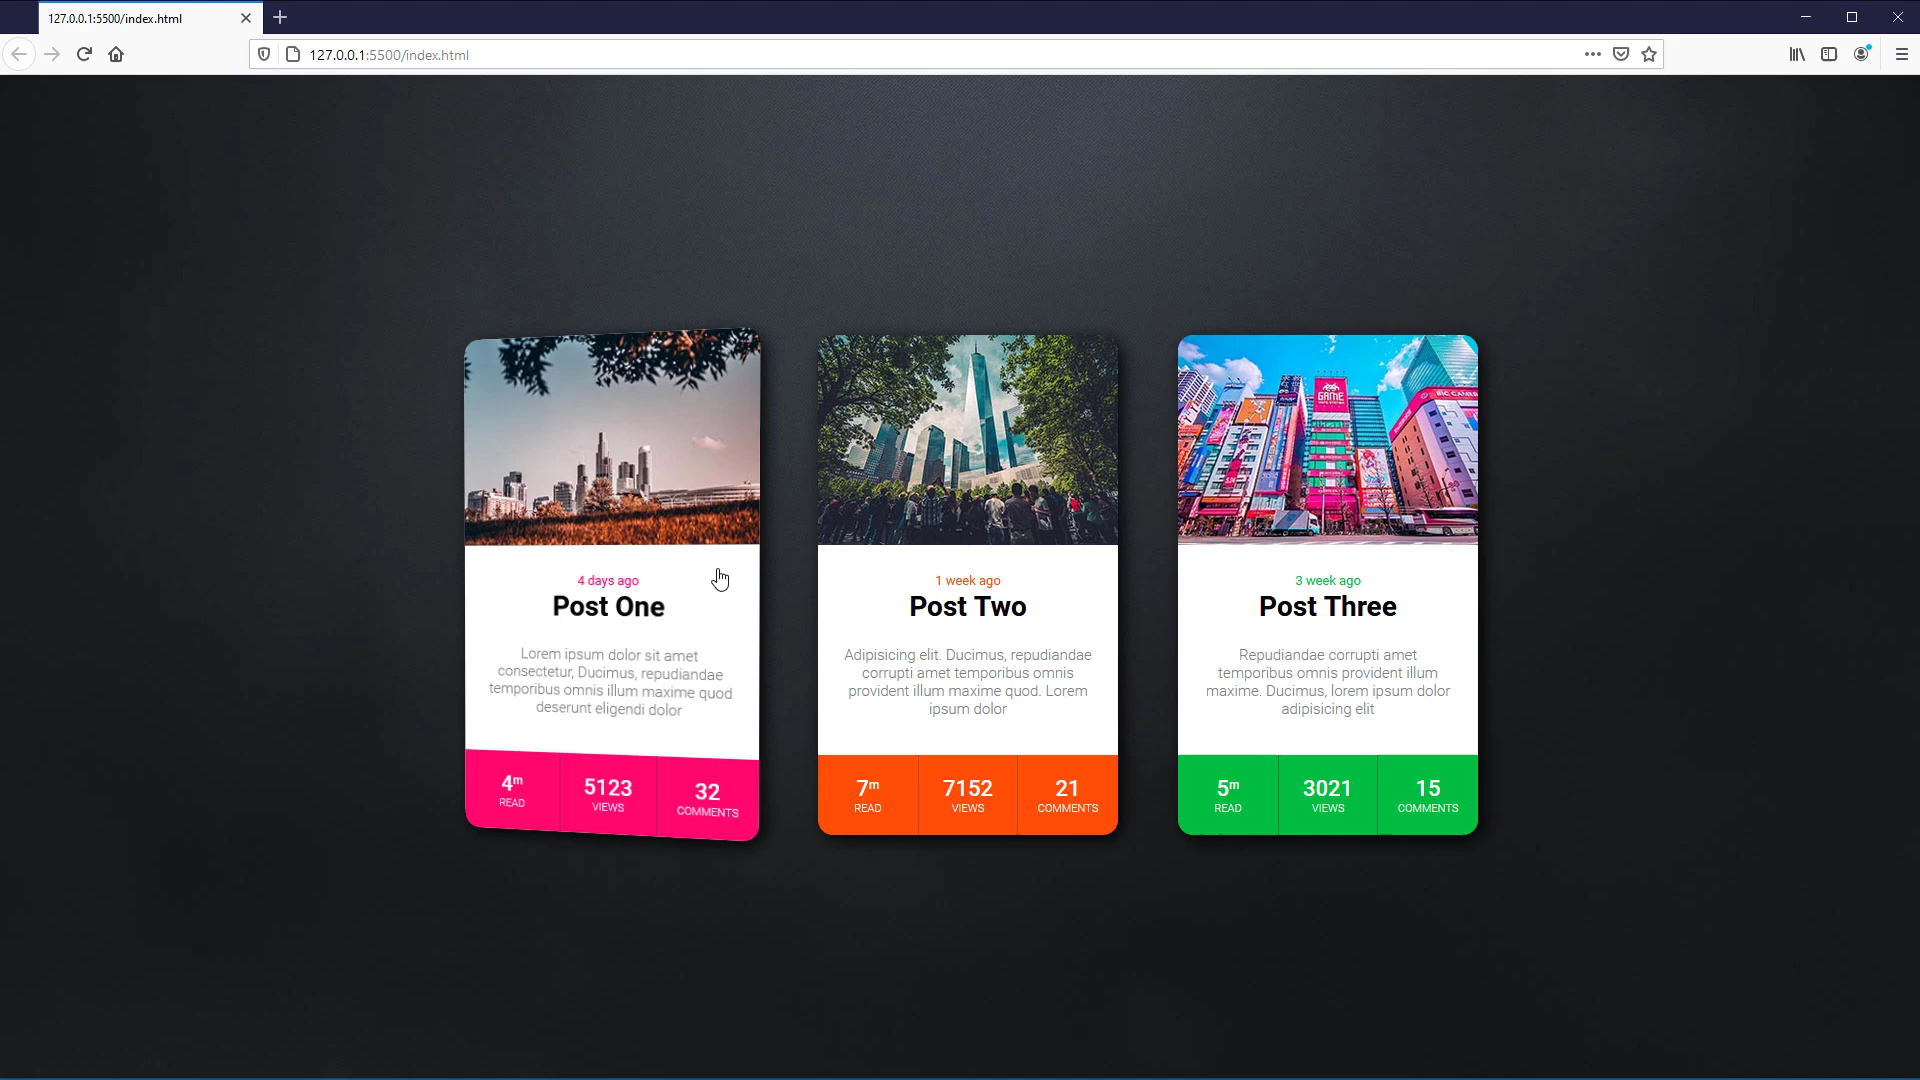 127.0.0.1:5500/index.html
127.0.0.1:5500/index.html
GAME
BIC CAMERA
4 days ago
Post One
Lorem ipsum dolor sit amet
consectetur, Ducimus, repudiandae
temporibus omnis illum maxime quod
deserunt eligendi dolor
4m
READ
5123
VIEWS
32
COMMENTS
1 week ago
Post Two
Adipisicing elit. Ducimus, repudiandae
corrupti amet temporibus omnis
provident illum maxime quod. Lorem
ipsum dolor
7m
READ
7152
VIEWS
21
COMMENTS
3 week ago
Post Three
Repudiandae corrupti amet
temporibus omnis provident illum
maxime. Ducimus, lorem ipsum dolor
adipisicing elit
5m
READ
3021
VIEWS
15
COMMENTS